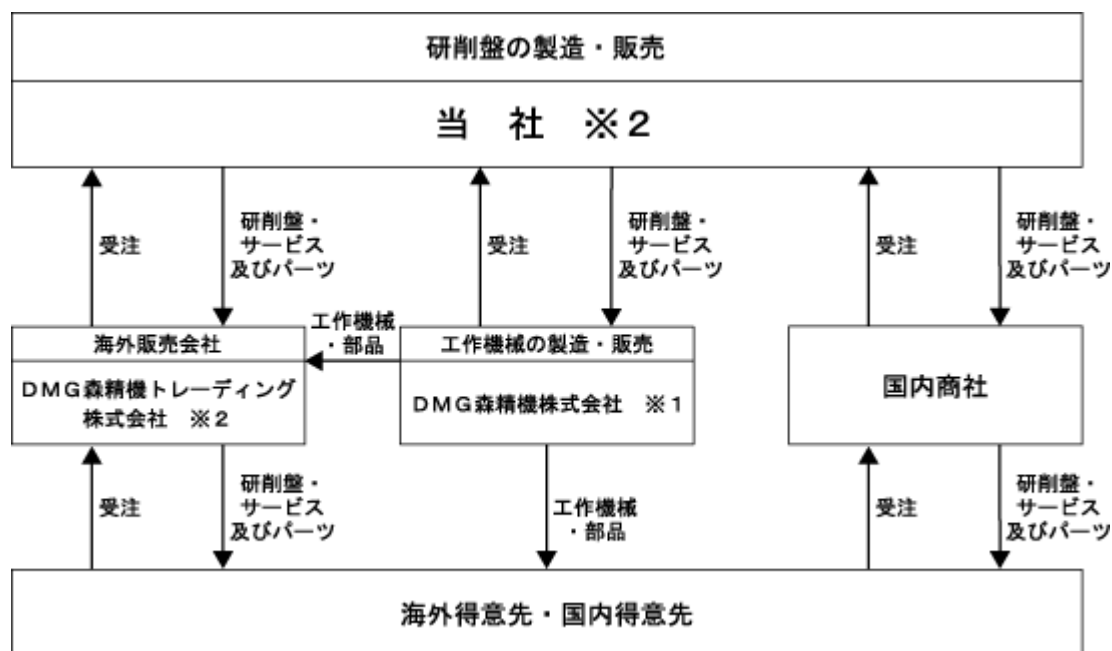 研削盤の製造・販売
当 社 ※2
受注
研削盤・
サービス
及びパーツ
受注
研削盤・
サービス
及びパーツ
受注
研削盤・
サービス
及びパーツ
海外販売会社
DMG森精機トレーディング
株式会社 ※2
工作機械
・部品
工作機械の製造・販売
DMG森精機株式会社 ※1
国内商社
受注
研削盤・
サービス
及びパーツ
工作機械
・部品
受注
研削盤・
サービス
及びパーツ
海外得意先・国内得意先